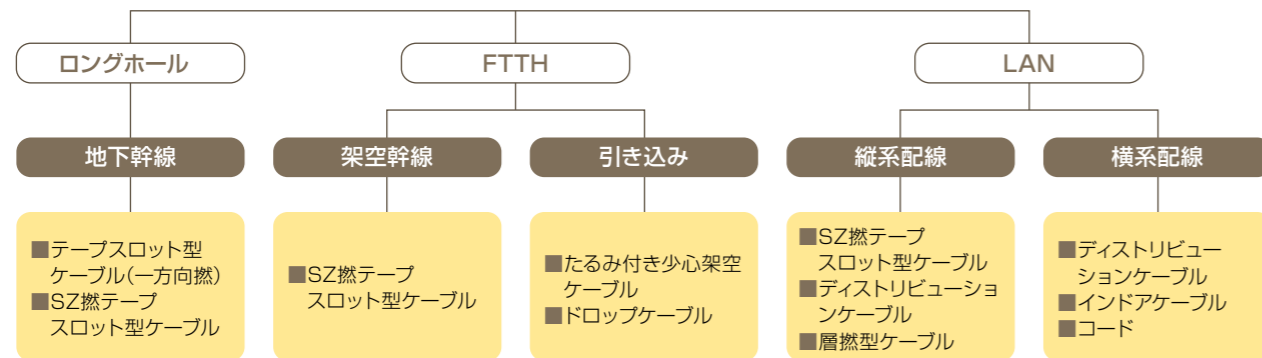 ロングホール
FTTH
LAN
地下幹線
架空幹線
引き込み
縦系配線
横系配線
■テープスロット型
ケーブル(一方向撚)
■SZ撚テープ
スロット型ケーブル
■SZ撚テープ
スロット型ケーブル
■たるみ付き少心架空
ケーブル
■ドロップケーブル
■SZ撚テープ
スロット型ケーブル
■ディストリビューショ
ンケーブル
■層撚型ケーブル
■ディストリビュー
ションケーブル
■インドアケーブル
■コード